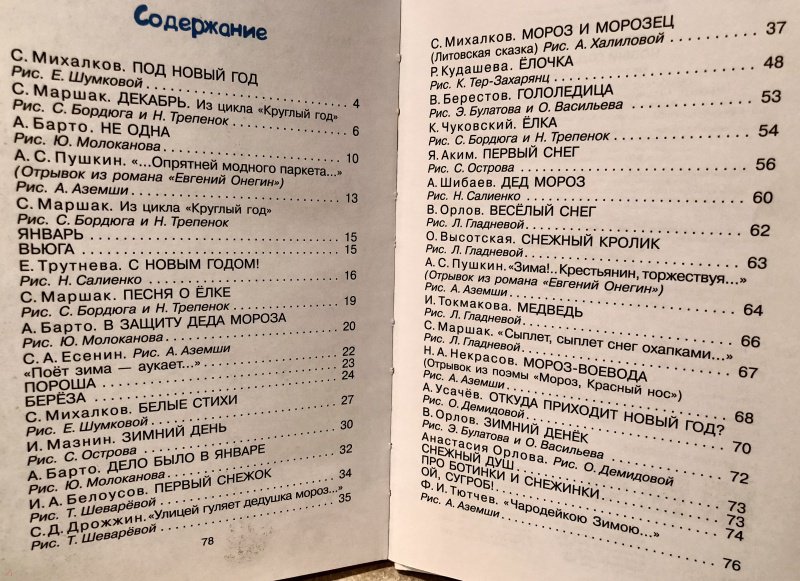 Содержание
С. Михалков. ПОД НОВЫЙ ГОД
Рис. Е. Шумковой 4
С. Маршак. ДЕКАБРЬ. Из цикла «Круглый год»
Рис. С. Бордюга и Н. Трепенок 6
А. Барто. НЕ ОДНА
Рис. Ю. Молоканова 10
А. С. Пушкин. «...Опрятней модного паркета...»
(Отрывок из романа «Евгений Онегин»)
Рис. А. Аземши 13
С. Маршак. Из цикла «Круглый год»
Рис. С. Бордюга и Н. Трепенок
ЯНВАРЬ 15
ВЬЮГА 15
Е. Трутнева. С НОВЫМ ГОДОМ!
Рис. Н. Салиенко 16
С. Маршак. ПЕСНЯ О ЁЛКЕ
Рис. С. Бордюга и Н. Трепенок 19
А. Барто. В ЗАЩИТУ ДЕДА МОРОЗА
Рис. Ю. Молоканова 20
С. А. Есенин. Рис. А. Аземши
«Поёт зима — аукает...» 22
ПОРОША 23
БЕРЁЗА 24
С. Михалков. БЕЛЫЕ СТИХИ
Рис. Е. Шумковой 27
И. Мазнин. ЗИМНИЙ ДЕНЬ
Рис. С. Острова 30
А. Барто. ДЕЛО БЫЛО В ЯНВАРЕ
Рис. Ю. Молоканова 32
И. А. Белоусов. ПЕРВЫЙ СНЕЖОК
Рис. Т. Шеварёвой 34
С. Д. Дрожжин. «Улицей гуляет дедушка мороз...»
Рис. Т. Шеварёвой 35
78
С. Михалков. МОРОЗ И МОРОЗЕЦ
(Литовская сказка) Рис. А. Халиловой 37
Р. Кудашева. ЁЛОЧКА
Рис. К. Тер-Захарянц 48
В. Берестов. ГОЛОЛЕДИЦА
Рис. Э. Булатова и О. Васильева 53
К. Чуковский. ЁЛКА
Рис. С. Бордюга и Н. Трепенок 54
Я. Аким. ПЕРВЫЙ СНЕГ
Рис. С. Острова 56
А. Шибаев. ДЕД МОРОЗ
Рис. Н. Салиенко 60
В. Орлов. ВЕСЁЛЫЙ СНЕГ
Рис. Л. Гладневой 62
О. Высотская. СНЕЖНЫЙ КРОЛИК
Рис. Л. Гладневой 63
А. С. Пушкин. «Зима!.. Крестьянин, торжествуя...»
(Отрывок из романа «Евгений Онегин»)
Рис. А. Аземши 64
И. Токмакова. МЕДВЕДЬ
Рис. Л. Гладневой 66
С. Маршак. «Сыплет, сыплет снег охапками...»
Рис. Л. Гладневой 67
Н. А. Некрасов. МОРОЗ-ВОЕВОДА
(Отрывок из поэмы «Мороз, Красный нос»)
Рис. А. Аземши 68
А. Усачёв. ОТКУДА ПРИХОДИТ НОВЫЙ ГОД?
Рис. О. Демидовой 70
В. Орлов. ЗИМНИЙ ДЕНЁК
Рис. Э. Булатова и О. Васильева 72
Анастасия Орлова. Рис. О. Демидовой
СНЕЖНЫЙ ДУШ 73
ПРО БОТИНКИ И СНЕЖИНКИ 73
ОЙ, СУГРОБ! 74
Ф. И. Тютчев. «Чародейкою Зимою...»
Рис. А. Аземши 76